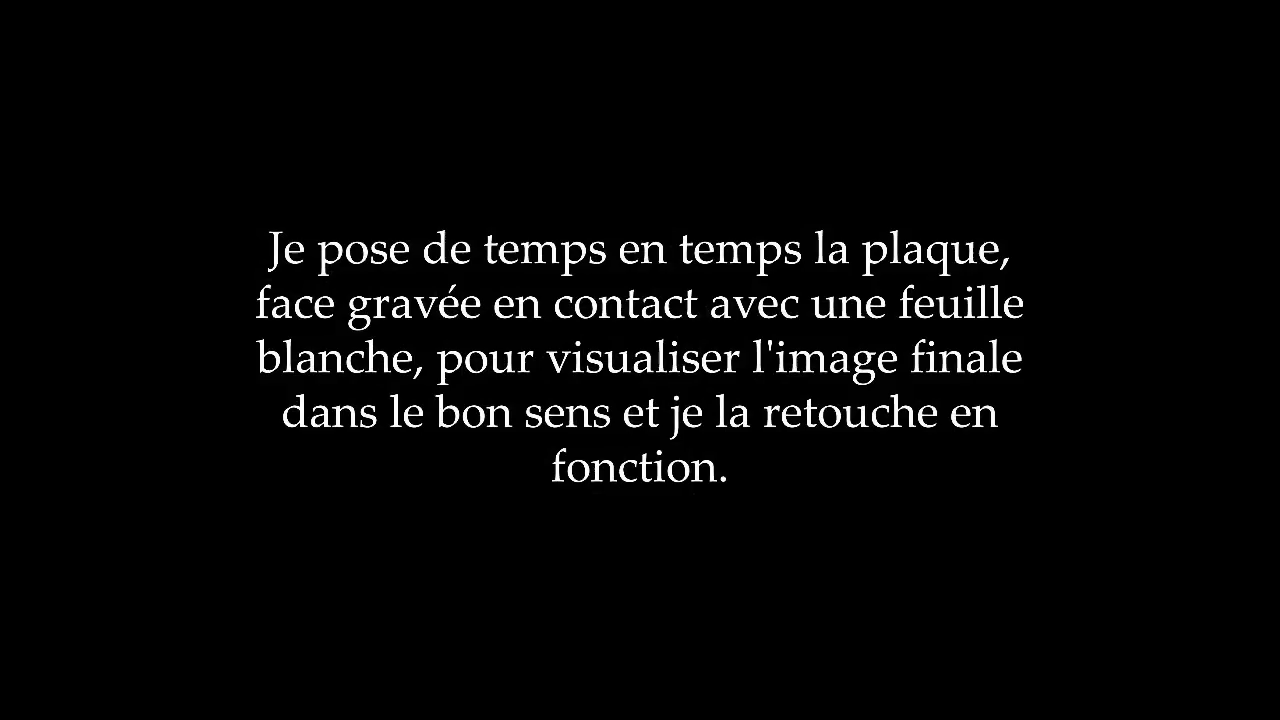 Je pose de temps en temps la plaque,
face gravée en contact avec une feuille
blanche, pour visualiser l'image finale
dans le bon sens et je la retouche en
fonction.